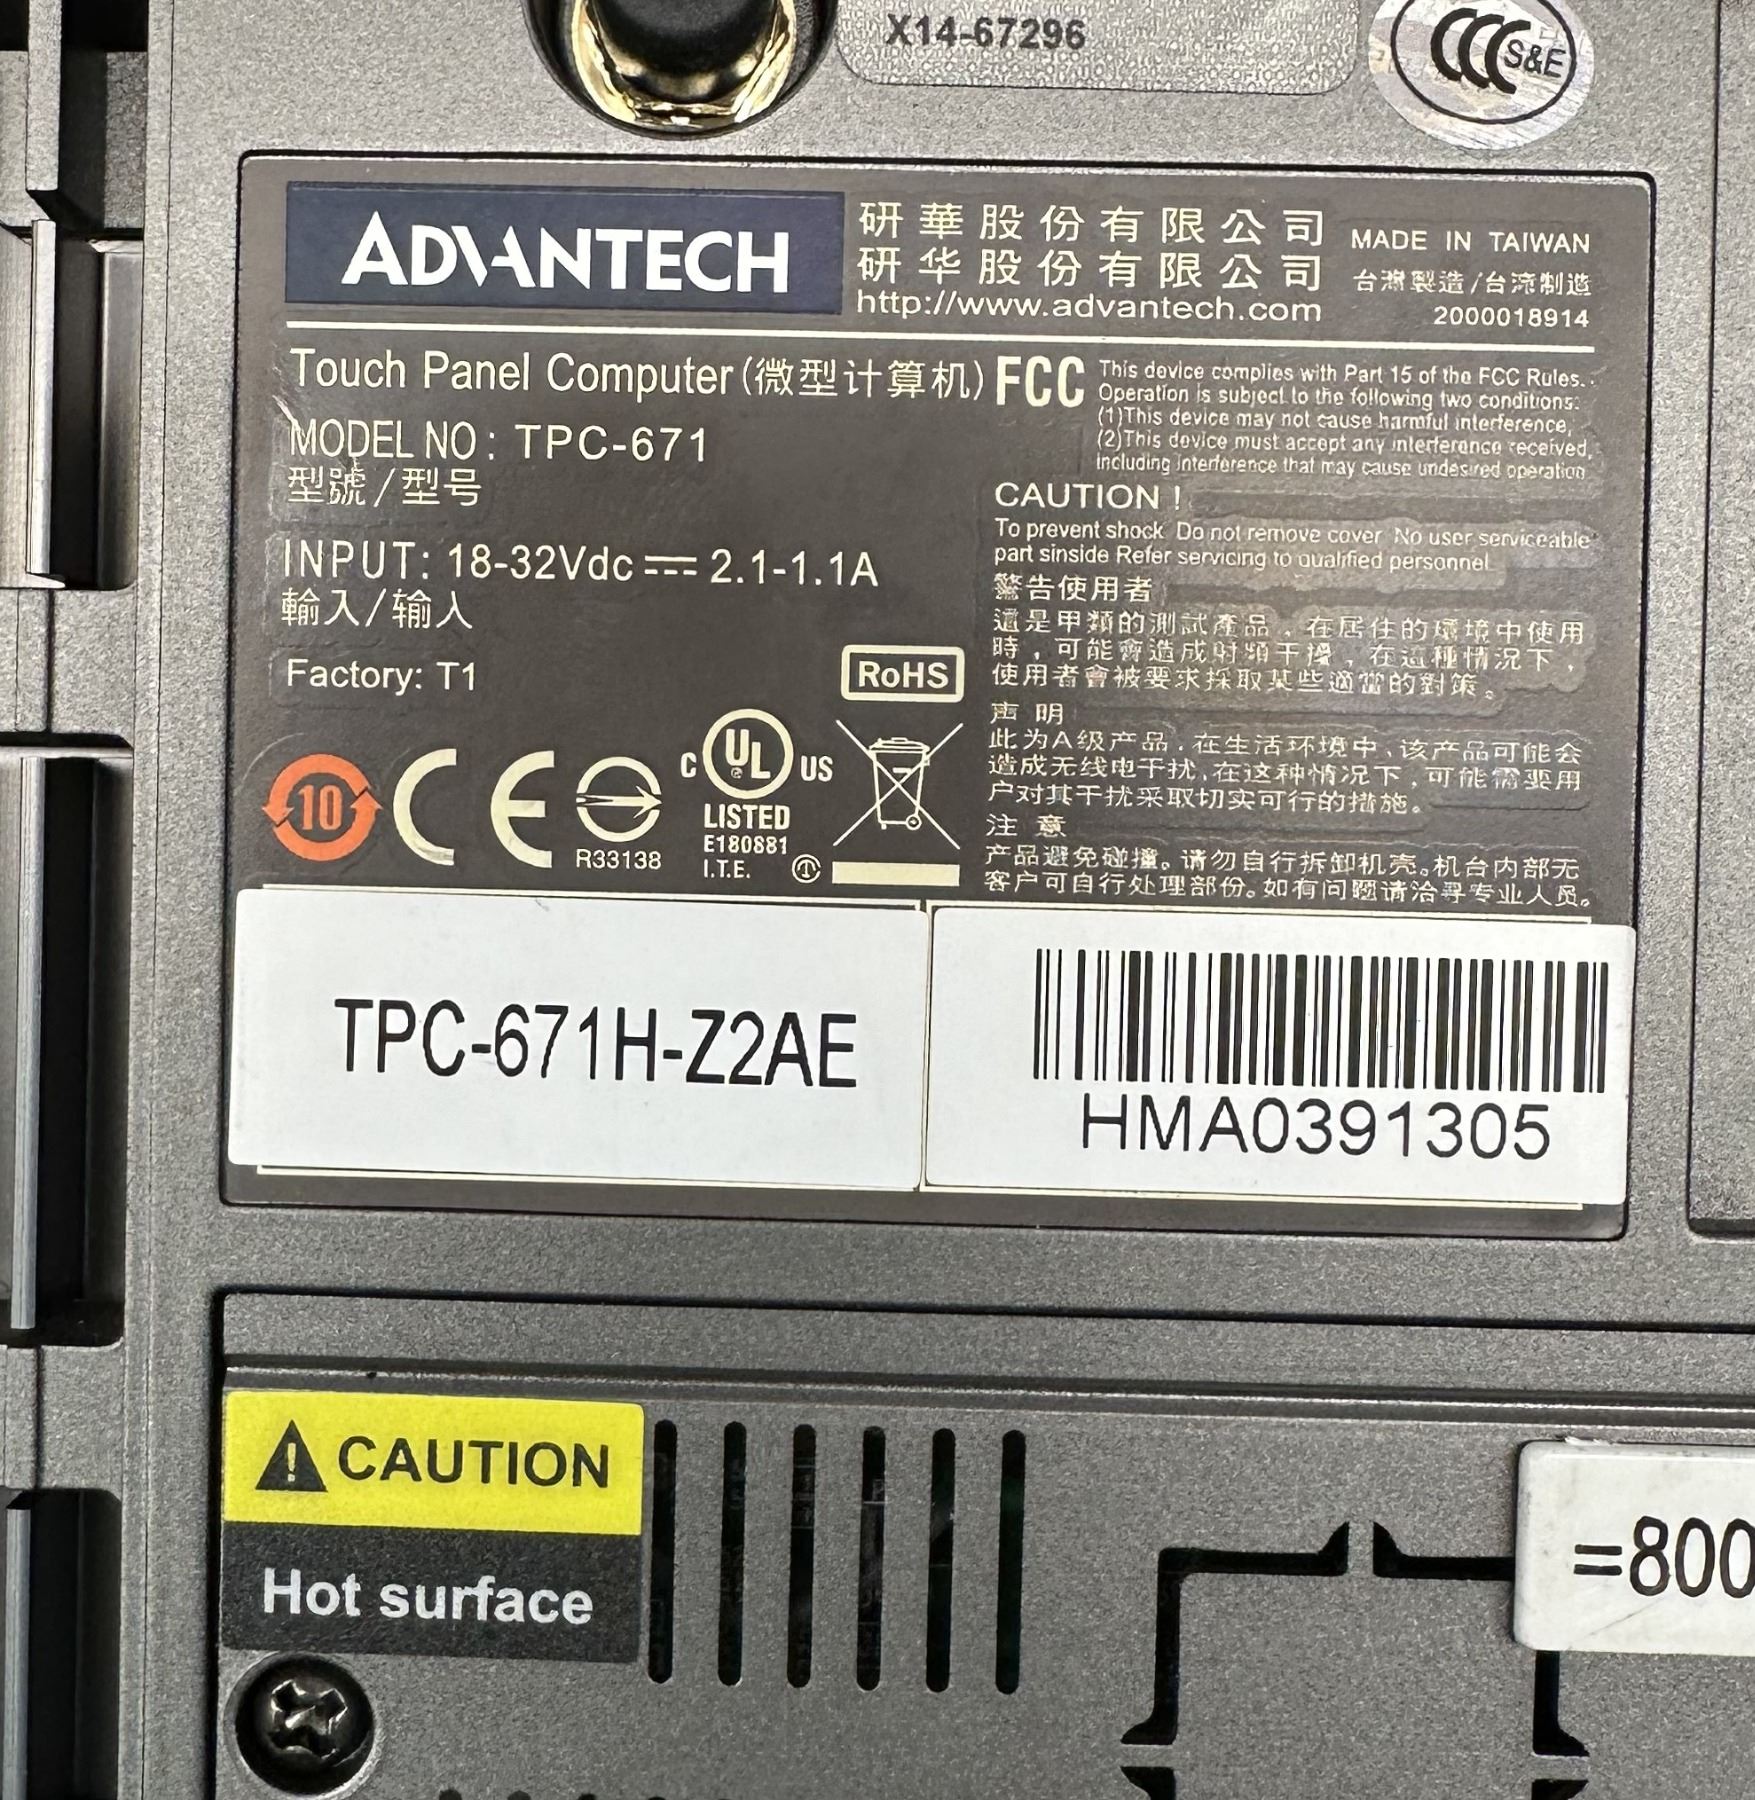 X14-67296
CCC S&E
ADVANTECH
研華股份有限公司
研华股份有限公司
http://www.advantech.com
MADE IN TAIWAN
台灣製造/台湾制造
2000018914
Touch Panel Computer(微型计算机)
MODEL NO: TPC-671
型號/型号
INPUT: 18-32Vdc 2.1-1.1A
輸入/输入
Factory: T1
RoHS
10
CE
R33138
C UL US
LISTED
E180881
I.T.E.
FCC
This device complies with Part 15 of the FCC Rules.
Operation is subject to the following two conditions:
(1)This device may not cause harmful interference,
(2)This device must accept any interference received,
including interference that may cause undesired operation
CAUTION !
To prevent shock Do not remove cover No user serviceable
part sinside Refer servicing to qualified personnel
警告使用者
這是甲類的測試產品，在居住的環境中使用
時，可能會造成射頻干擾，在這種情況下，
使用者會被要求採取某些適當的對策。
声 明
此为A级产品，在生活环境中，该产品可能会
造成无线电干扰，在这种情况下，可能需要用
户对其干扰采取切实可行的措施。
注 意
产品避免碰撞。请勿自行拆卸机壳。机台内部无
客户可自行处理部份。如有问题请洽寻专业人员。
TPC-671H-Z2AE
HMA0391305
CAUTION
Hot surface
=800